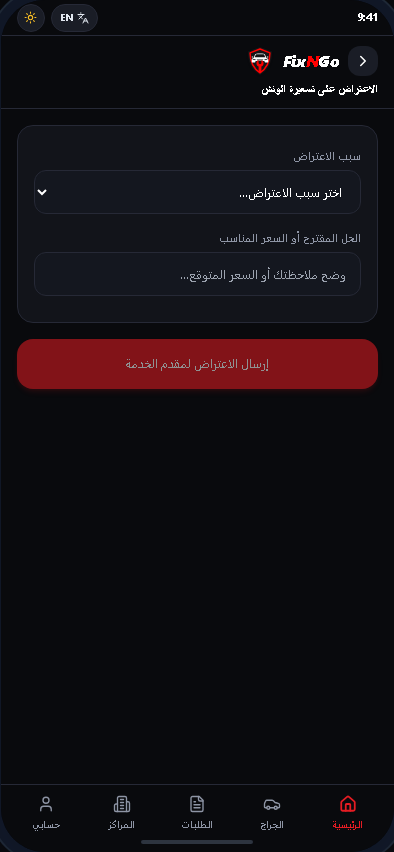 9:41
EN
FixNGo
الاعتراض على تسعيرة الونش
سبب الاعتراض
اختر سبب الاعتراض...
الحل المقترح أو السعر المناسب
وضح ملاحظتك أو السعر المتوقع...
إرسال الاعتراض لمقدم الخدمة
الرئيسية
الجراج
الطلبات
المراكز
حسابي